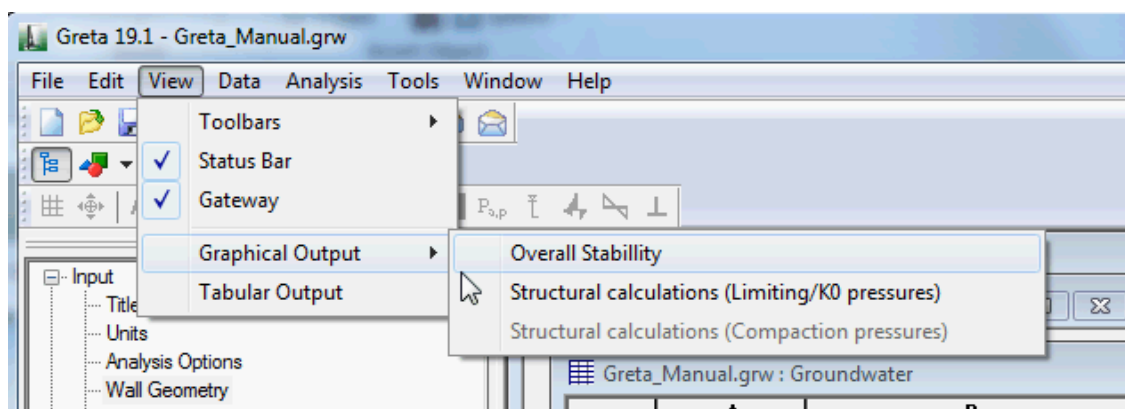 Greta 19.1 - Greta_Manual.grw
File Edit View Data Analysis Tools Window Help
Toolbars
Status Bar
Gateway
Pa,p
Graphical Output
Overall Stabillity
Input
Tabular Output
Structural calculations (Limiting/K0 pressures)
Title
Units
Structural calculations (Compaction pressures)
Analysis Options
Greta_Manual.grw : Groundwater
Wall Geometry